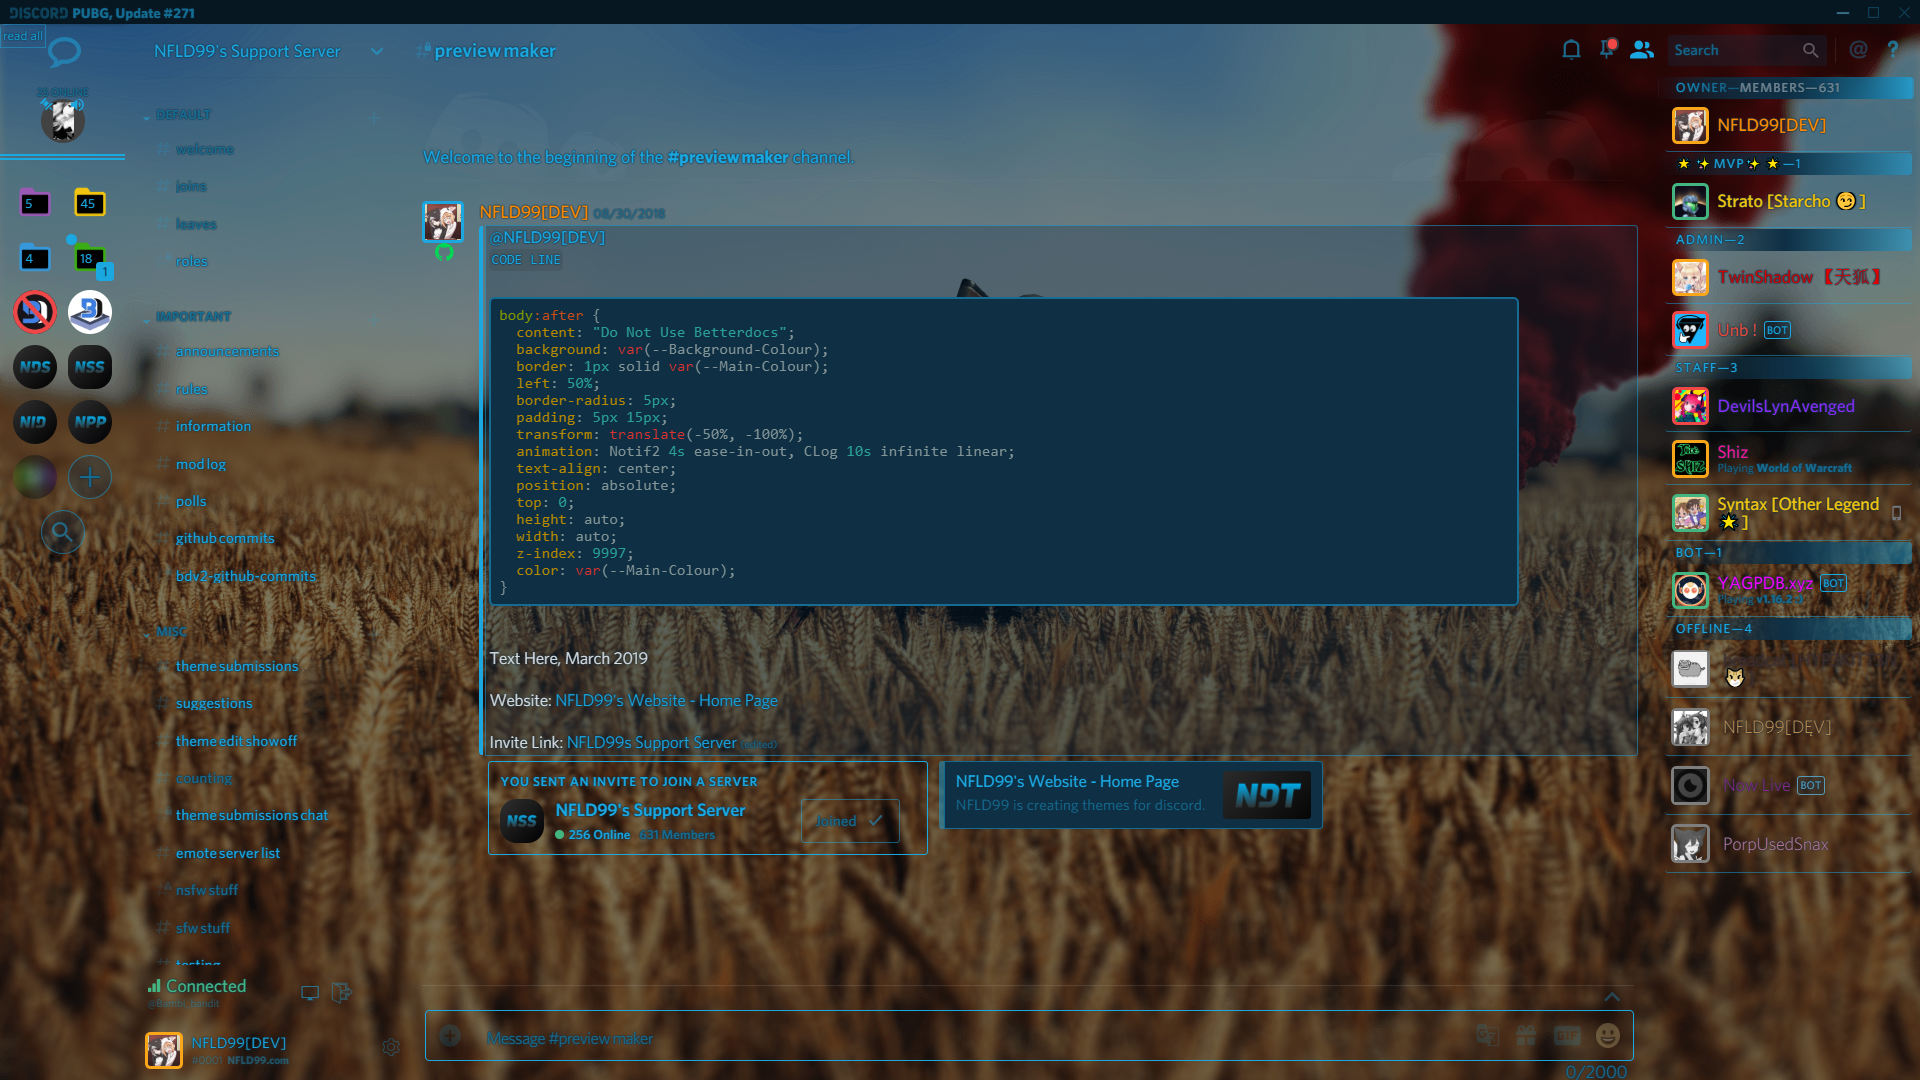 DISCORD PUBG, Update #271
read all
NFLD99's Support Server
# preview maker
Search
@ ?
DEFAULT
# welcome
# joins
# leaves
roles
IMPORTANT
# announcements
# rules
# information
# mod log
polls
# github commits
# bdv2-github-commits
MISC
# theme submissions
# suggestions
# theme edit showoff
# counting
theme submissions chat
# emote server list
nsfw stuff
# sfw stuff
# testing
5
45
4
18
1
NDS
NSS
NID
NPP
Connected
NFLD99[DEV]
#0001 NFLD99.com
Welcome to the beginning of the #preview maker channel.
NFLD99[DEV] 08/30/2018
@NFLD99[DEV]
CODE LINE
body:after {
content: "Do Not Use Betterdocs";
background: var(--Background-Colour);
border: 1px solid var(--Main-Colour);
left: 50%;
border-radius: 5px;
padding: 5px 15px;
transform: translate(-50%, -100%);
animation: Notif2 4s ease-in-out, CLog 10s infinite linear;
text-align: center;
position: absolute;
top: 0;
height: auto;
width: auto;
z-index: 9997;
color: var(--Main-Colour);
}
Text Here, March 2019
Website: NFLD99's Website - Home Page
Invite Link: NFLD99s Support Server (edited)
YOU SENT AN INVITE TO JOIN A SERVER
NSS
NFLD99's Support Server
256 Online 631 Members
Joined
NFLD99's Website - Home Page
NFLD99 is creating themes for discord.
NDT
Message #preview maker
GIF
0/2000
OWNER—MEMBERS—631
NFLD99[DEV]
⭐ ✨ MVP ✨ ⭐—1
Strato [Starcho 😏 ]
ADMIN—2
TwinShadow 【天狐】
Unb ! BOT
STAFF—3
DevilsLynAvenged
Shiz
Playing World of Warcraft
Syntax [Other Legend
🌟 ]
BOT—1
YAGPDB.xyz BOT
OFFLINE—4
NFLD99[DEV]
Now Live BOT
PorpUsedSnax